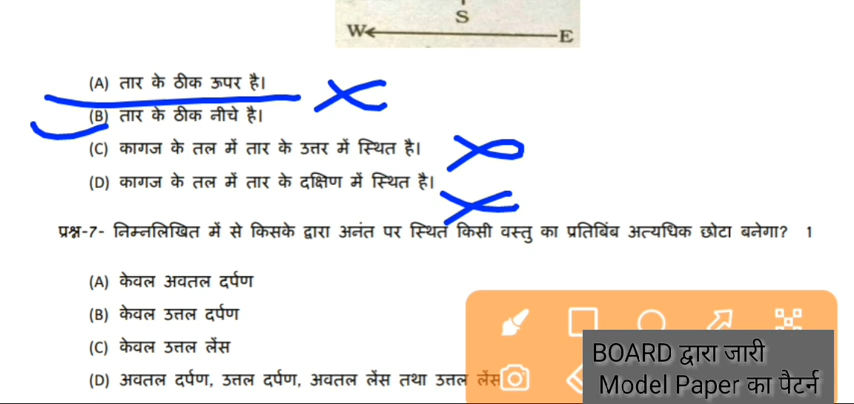 S
W E
(A) तार के ठीक ऊपर है।
(B) तार के ठीक नीचे है।
(C) कागज के तल में तार के उत्तर में स्थित है।
(D) कागज के तल में तार के दक्षिण में स्थित है।
प्रश्न-7- निम्नलिखित में से किसके द्वारा अनंत पर स्थित किसी वस्तु का प्रतिबिंब अत्यधिक छोटा बनेगा? 1
(A) केवल अवतल दर्पण
(B) केवल उत्तल दर्पण
(C) केवल उत्तल लेंस
(D) अवतल दर्पण, उत्तल दर्पण, अवतल लेंस तथा उत्तल लेंस
BOARD द्वारा जारी
Model Paper का पैटर्न